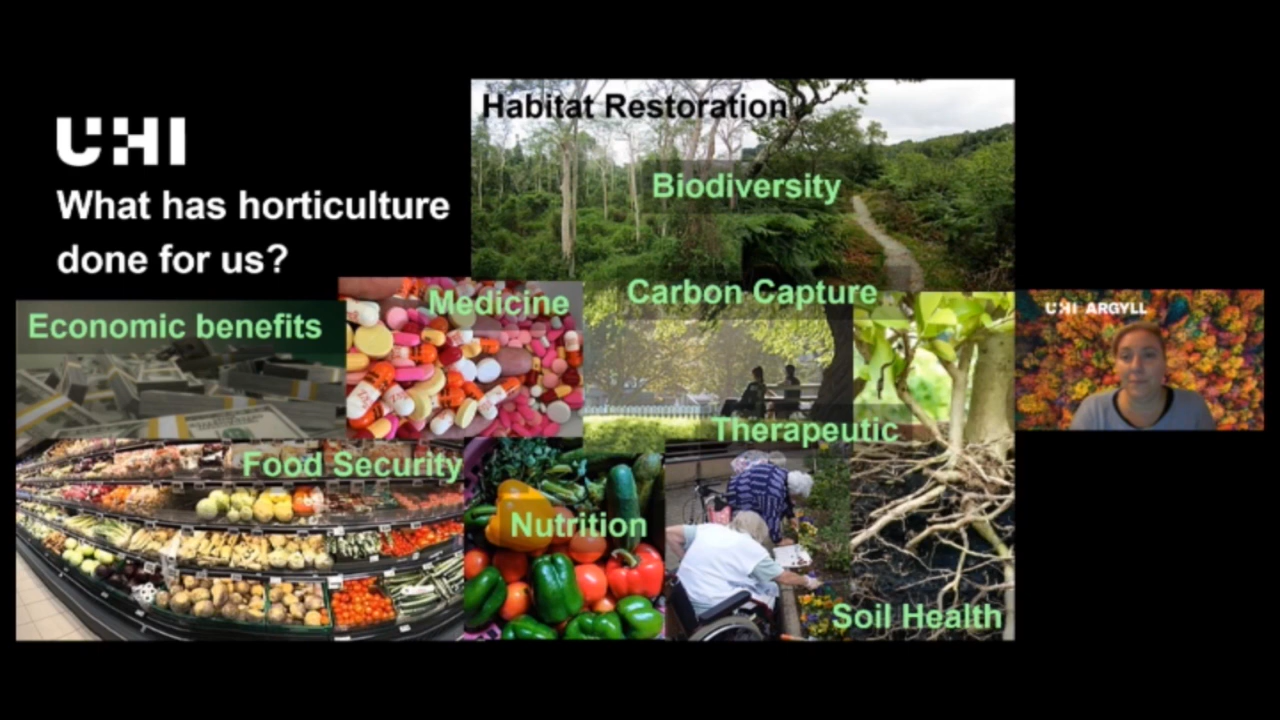 UHI
What has horticulture
done for us?
Habitat Restoration
Biodiversity
Carbon Capture
Medicine
Economic benefits
UHI ARGYLL
Therapeutic
Food Security
Nutrition
Soil Health